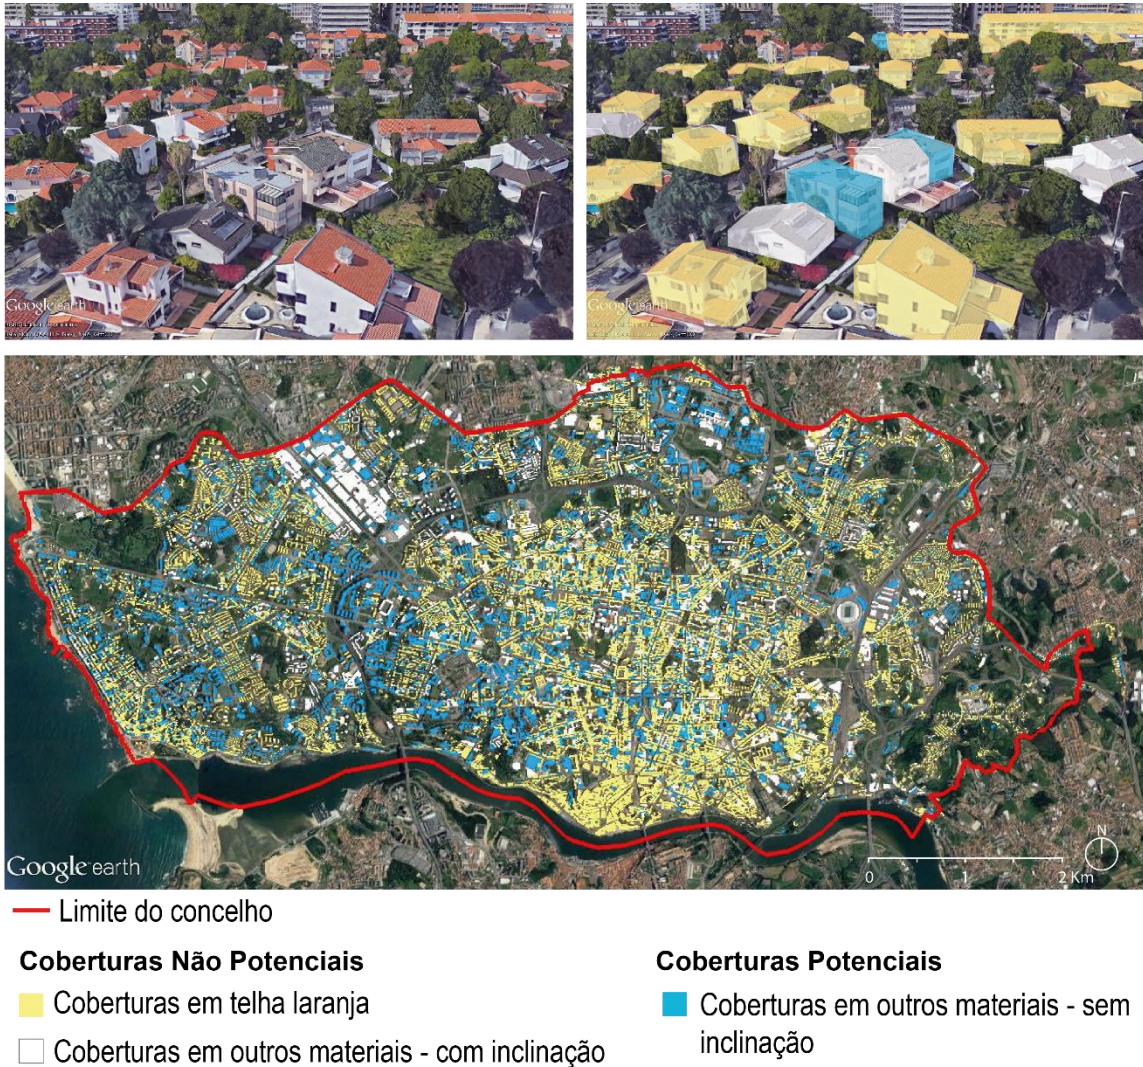 Google earth
Google earth
Google earth
N
0 1 2 Km
Limite do concelho
Coberturas Não Potenciais
Coberturas em telha laranja
Coberturas em outros materiais - com inclinação
Coberturas Potenciais
Coberturas em outros materiais - sem
inclinação